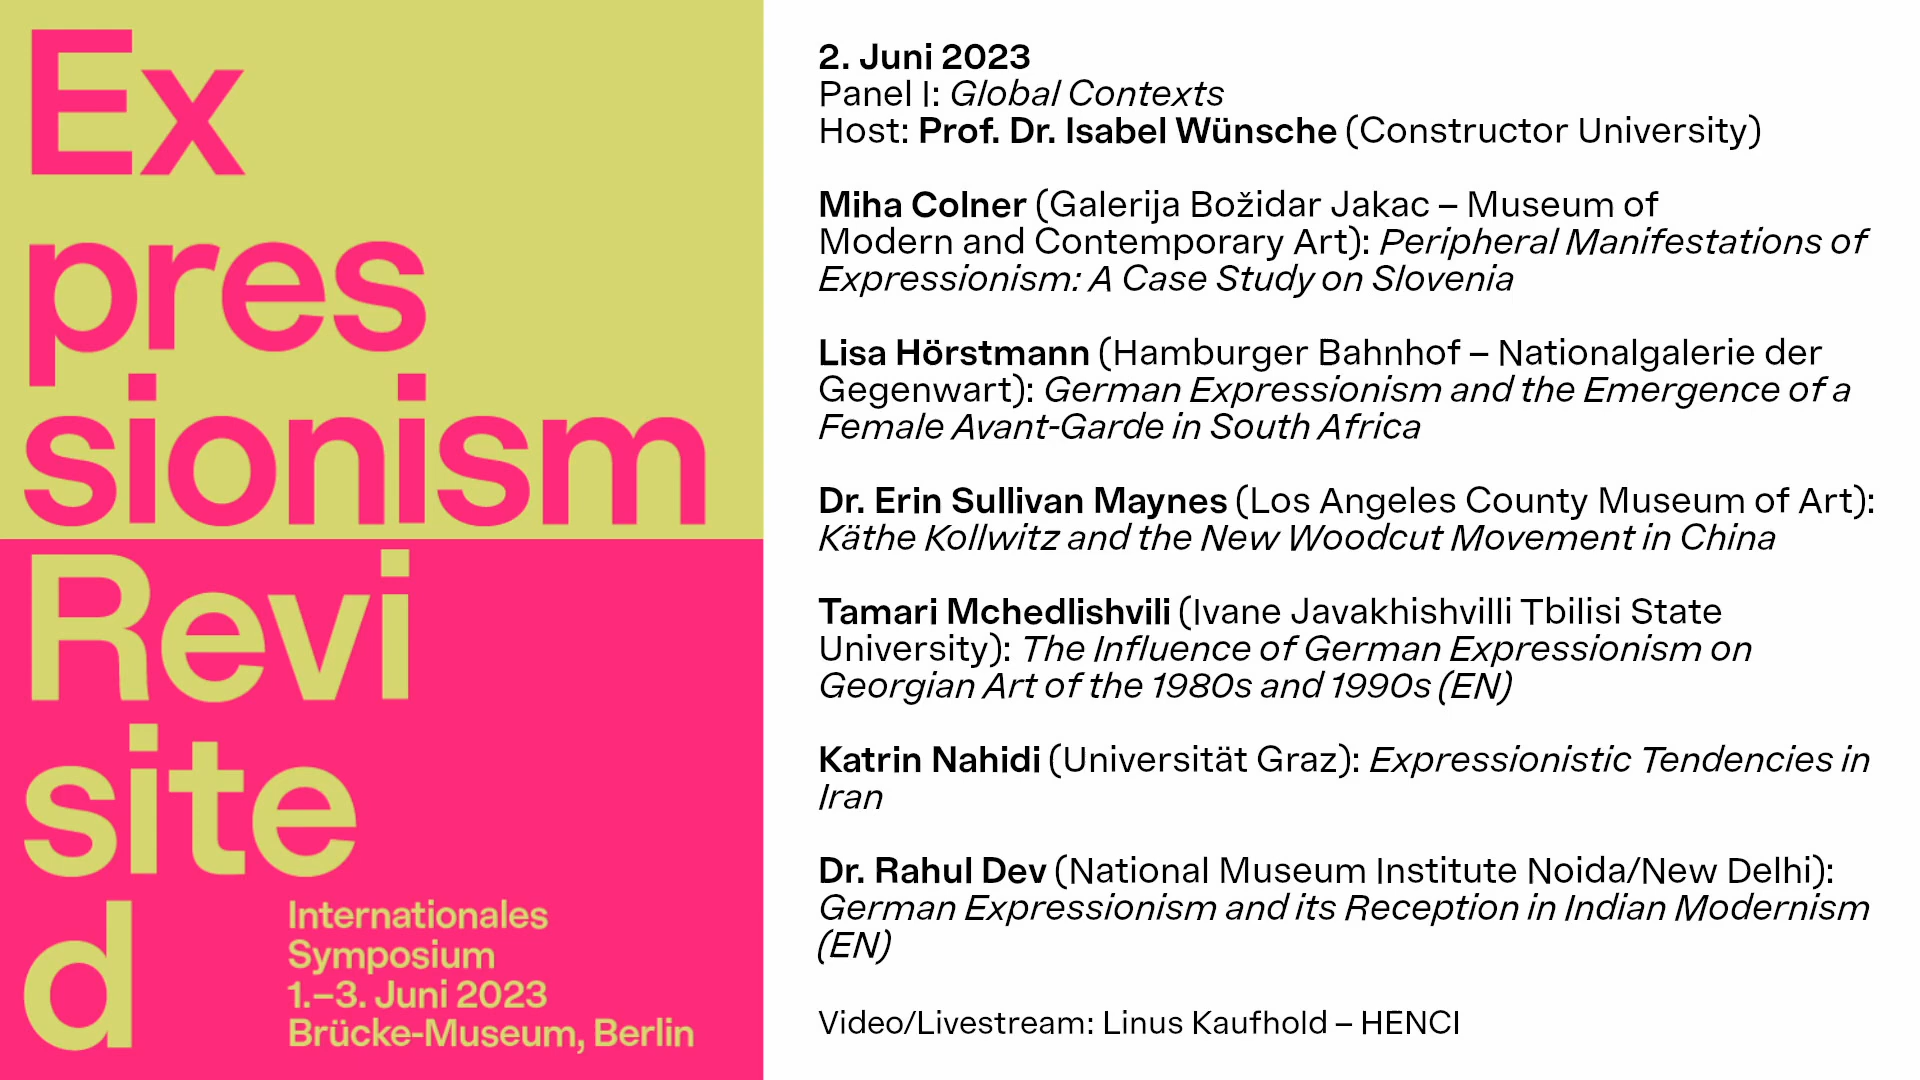 Ex
pres
sionism
Revi
site
d
Internationales
Symposium
1.–3. Juni 2023
Brücke-Museum, Berlin
2. Juni 2023
Panel I: Global Contexts
Host: Prof. Dr. Isabel Wünsche (Constructor University)
Miha Colner (Galerija Božidar Jakac – Museum of
Modern and Contemporary Art): Peripheral Manifestations of
Expressionism: A Case Study on Slovenia
Lisa Hörstmann (Hamburger Bahnhof – Nationalgalerie der
Gegenwart): German Expressionism and the Emergence of a
Female Avant-Garde in South Africa
Dr. Erin Sullivan Maynes (Los Angeles County Museum of Art):
Käthe Kollwitz and the New Woodcut Movement in China
Tamari Mchedlishvili (Ivane Javakhishvilli Tbilisi State
University): The Influence of German Expressionism on
Georgian Art of the 1980s and 1990s (EN)
Katrin Nahidi (Universität Graz): Expressionistic Tendencies in
Iran
Dr. Rahul Dev (National Museum Institute Noida/New Delhi):
German Expressionism and its Reception in Indian Modernism
(EN)
Video/Livestream: Linus Kaufhold – HENCI